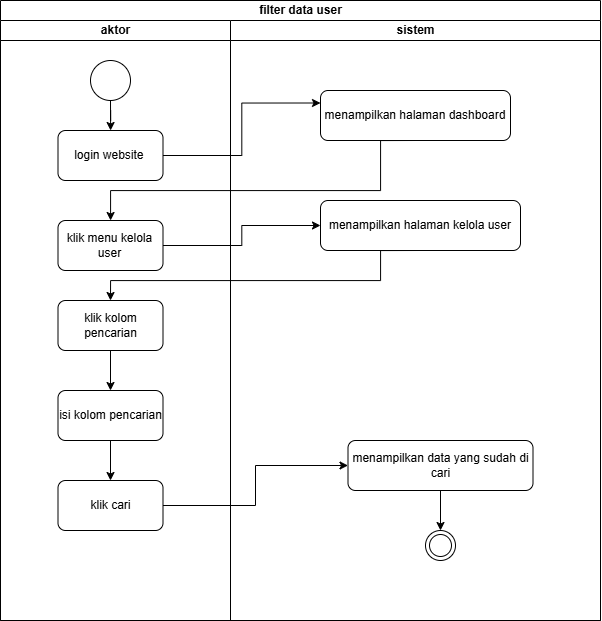 filter data user
aktor
sistem
menampilkan halaman dashboard
login website
menampilkan halaman kelola user
klik menu kelola
user
klik kolom
pencarian
isi kolom pencarian
menampilkan data yang sudah di
cari
klik cari